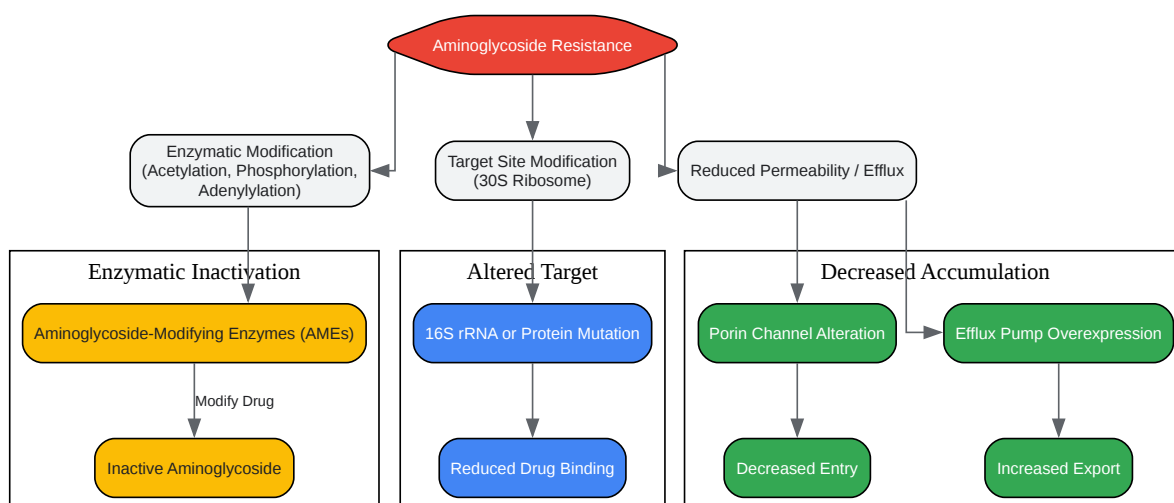 Aminoglycoside Resistance
Enzymatic Modification
(Acetylation, Phosphorylation,
Adenylylation)
Target Site Modification
(30S Ribosome)
Reduced Permeability / Efflux
Enzymatic Inactivation
Altered Target
Decreased Accumulation
Aminoglycoside-Modifying Enzymes (AMEs)
16S rRNA or Protein Mutation
Porin Channel Alteration
Efflux Pump Overexpression
Modify Drug
Inactive Aminoglycoside
Reduced Drug Binding
Decreased Entry
Increased Export